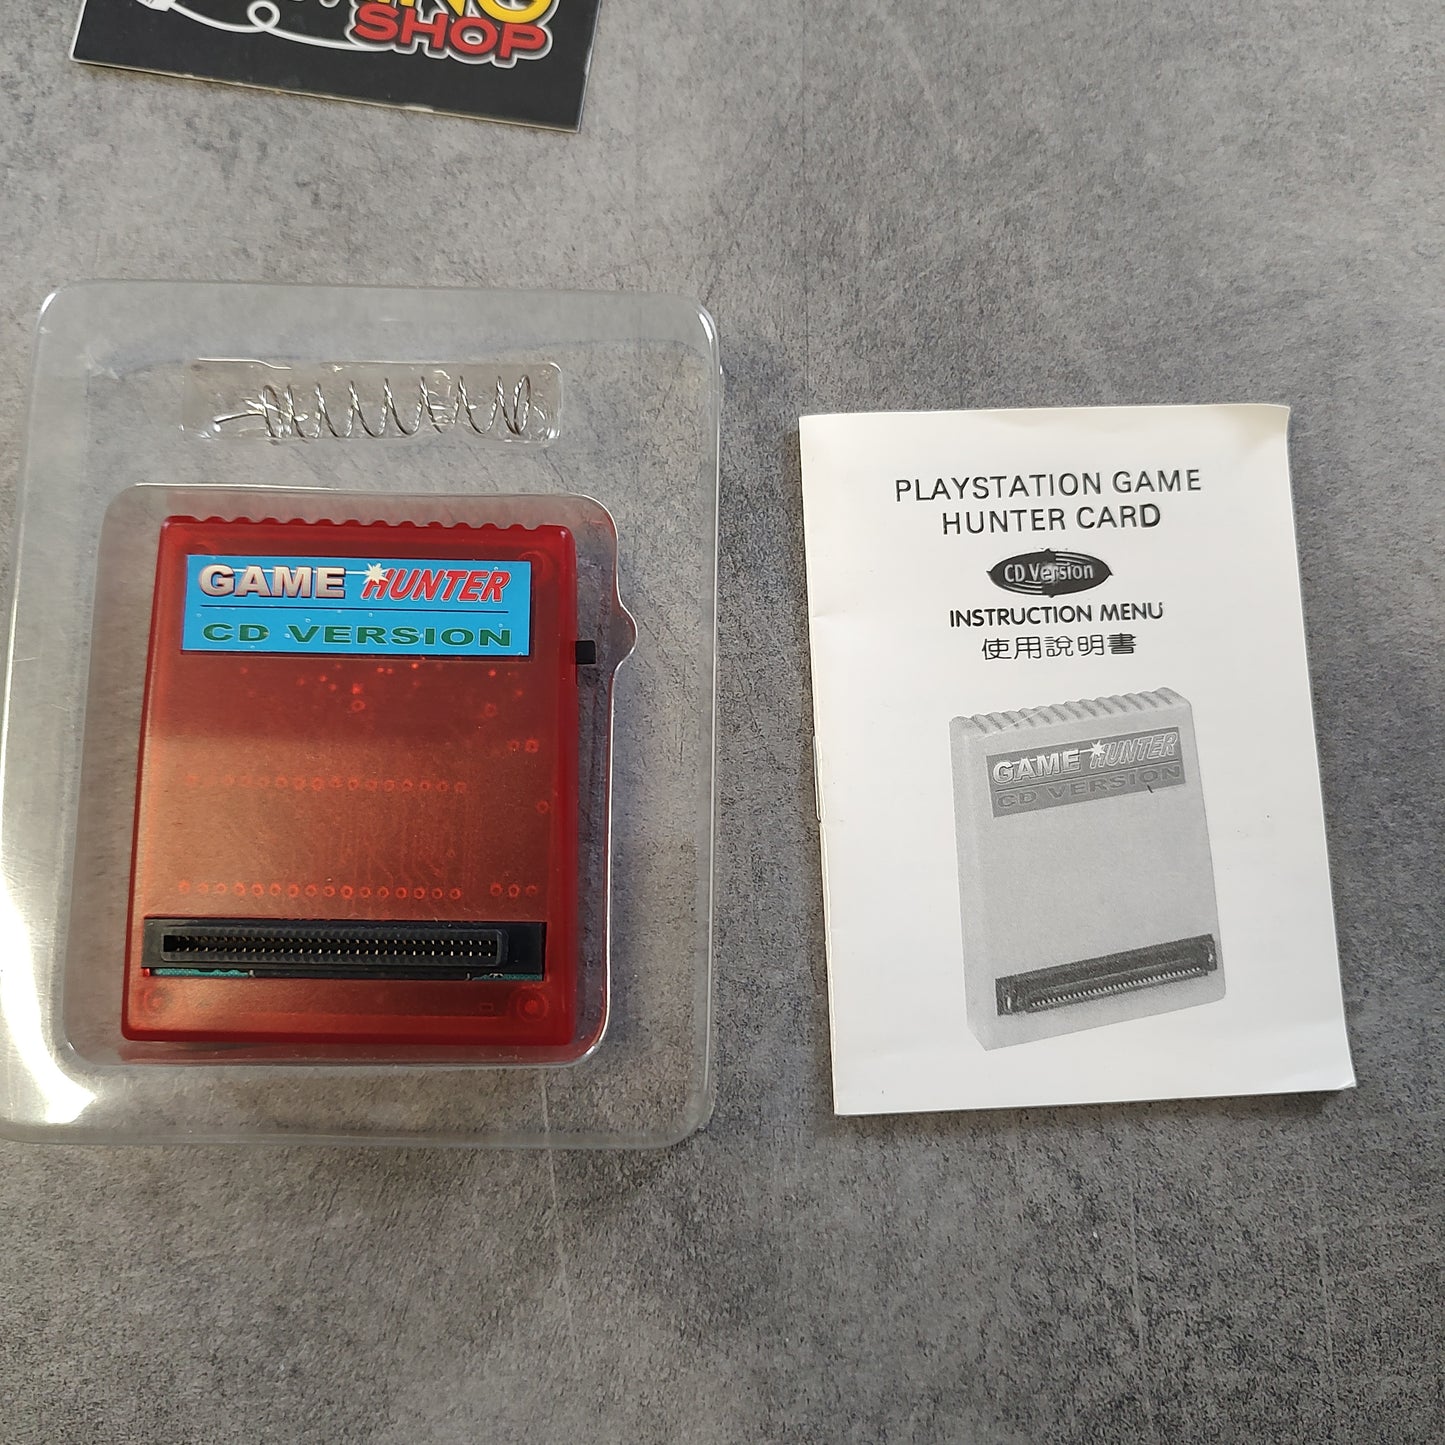 SHOP
GAME HUNTER
CD VERSION
PLAYSTATION GAME
HUNTER CARD
CD Version
INSTRUCTION MENU
使用說明書
GAME HUNTER
CD VERSION